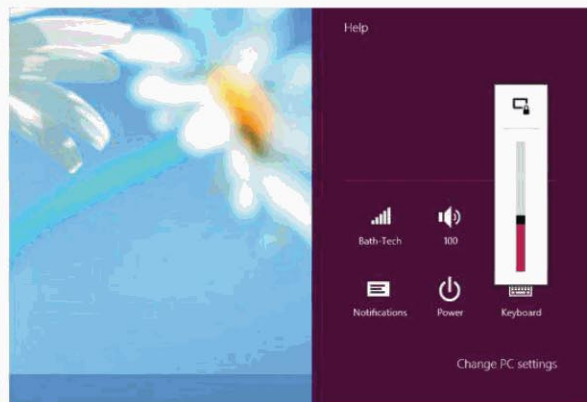 Help
Bath-Tech
100
Notifications
Power
Keyboard
Change PC settings